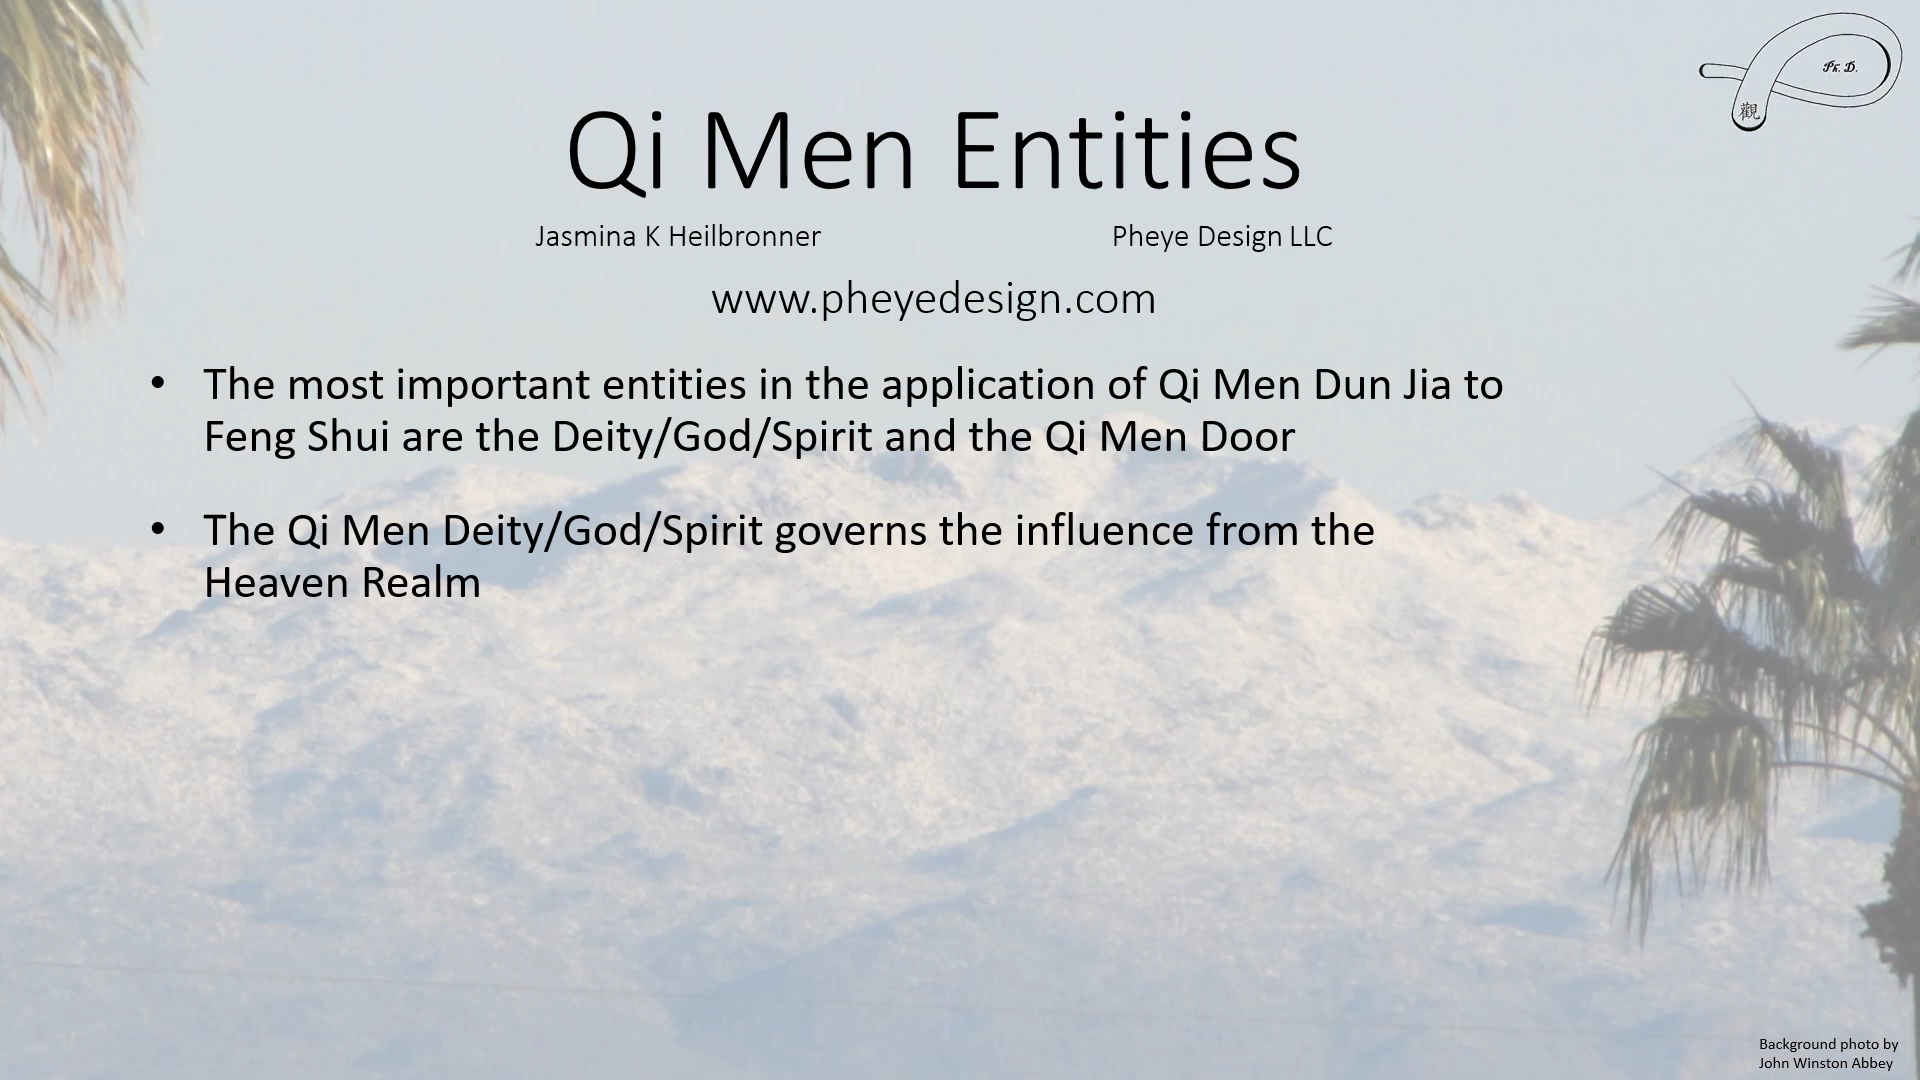 Ph. D.
觀
Qi Men Entities
Jasmina K Heilbronner Pheye Design LLC
www.pheyedesign.com
• The most important entities in the application of Qi Men Dun Jia to
Feng Shui are the Deity/God/Spirit and the Qi Men Door
• The Qi Men Deity/God/Spirit governs the influence from the
Heaven Realm
Background photo by
John Winston Abbey